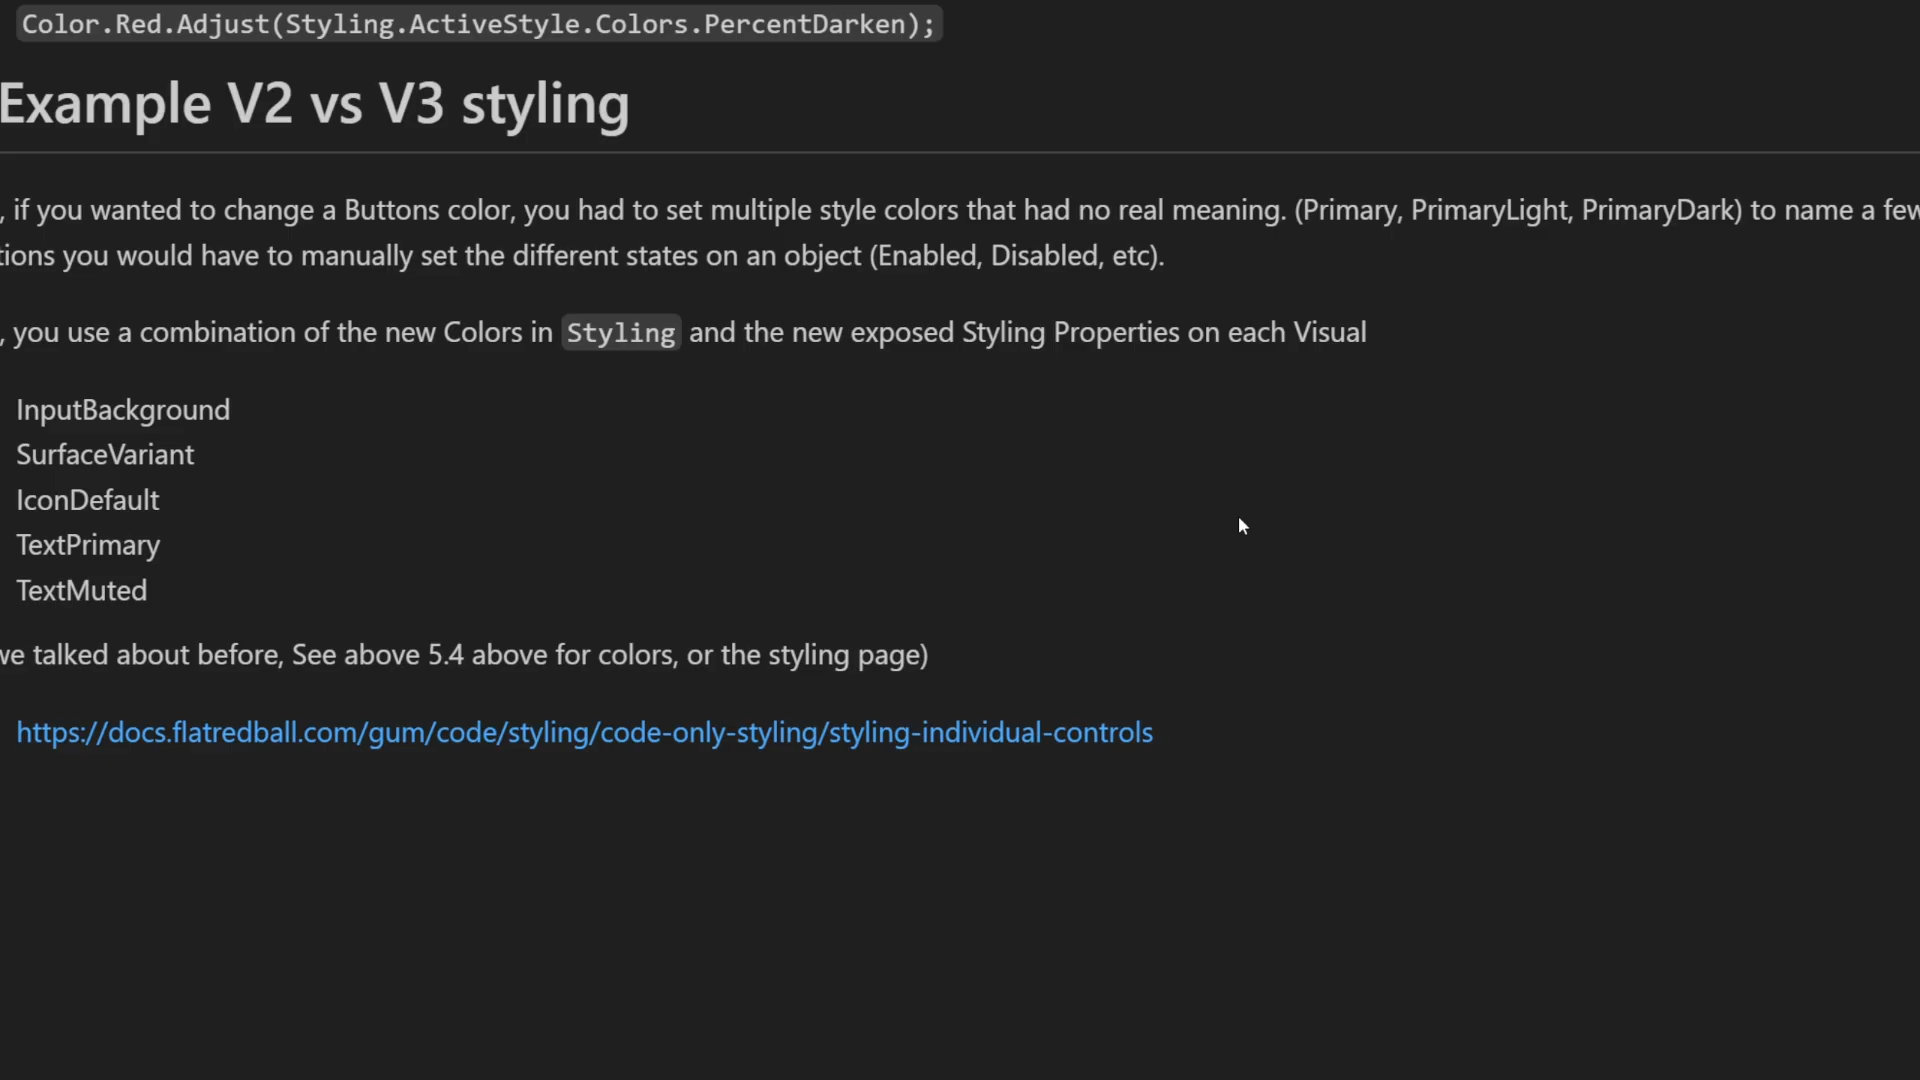 Color.Red.Adjust(Styling.ActiveStyle.Colors.PercentDarken);
Example V2 vs V3 styling
, if you wanted to change a Buttons color, you had to set multiple style colors that had no real meaning. (Primary, PrimaryLight, PrimaryDark) to name a few
tions you would have to manually set the different states on an object (Enabled, Disabled, etc).
, you use a combination of the new Colors in Styling and the new exposed Styling Properties on each Visual
InputBackground
SurfaceVariant
IconDefault
TextPrimary
TextMuted
we talked about before, See above 5.4 above for colors, or the styling page)
https://docs.flatredball.com/gum/code/styling/code-only-styling/styling-individual-controls